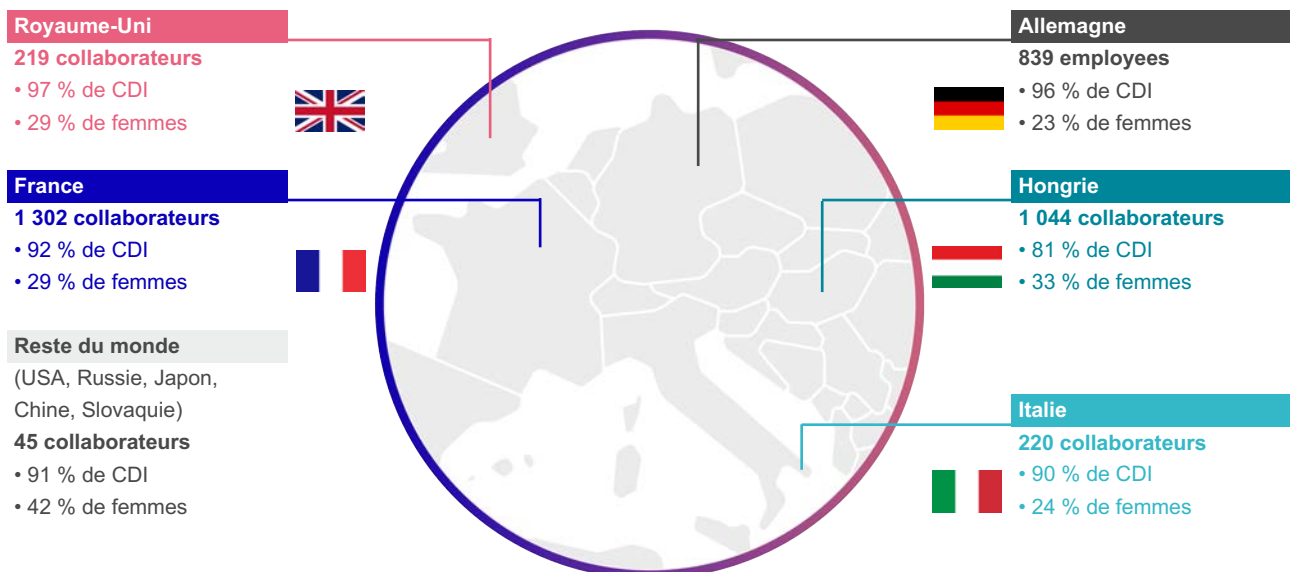 Royaume-Uni
219 collaborateurs
• 97 % de CDI
• 29 % de femmes
France
1 302 collaborateurs
• 92 % de CDI
• 29 % de femmes
Reste du monde
(USA, Russie, Japon,
Chine, Slovaquie)
45 collaborateurs
• 91 % de CDI
• 42 % de femmes
Allemagne
839 employees
• 96 % de CDI
• 23 % de femmes
Hongrie
1 044 collaborateurs
• 81 % de CDI
• 33 % de femmes
Italie
220 collaborateurs
• 90 % de CDI
• 24 % de femmes